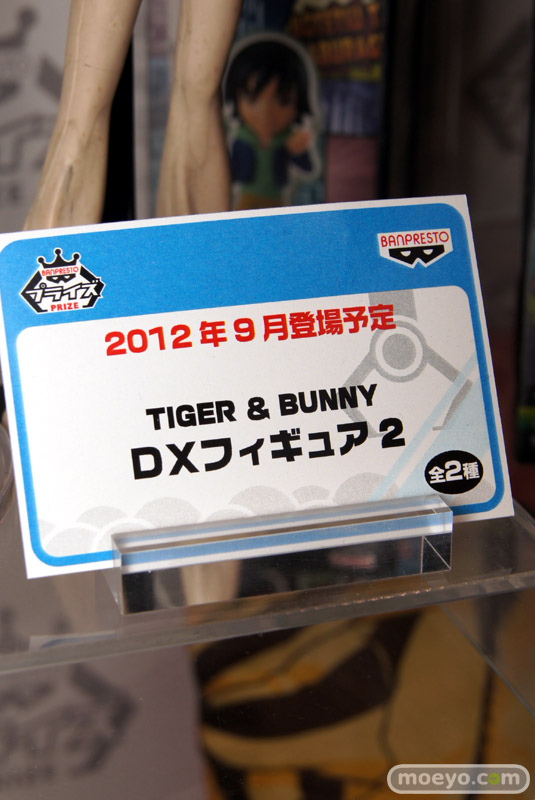 BANPRESTO
プライズ
PRIZE
BANPRESTO
2012年9月登場予定
TIGER & BUNNY
DXフィギュア2
全2種
moeyo.com